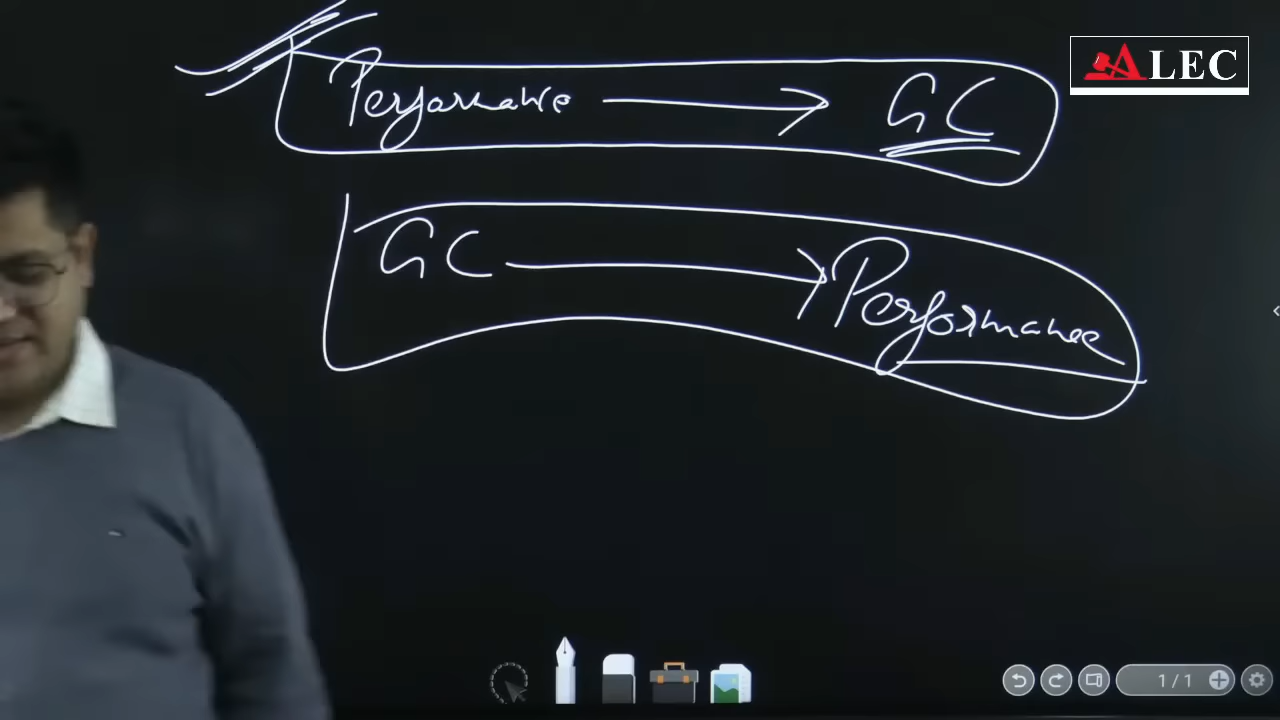 ALEC
Performance → GC
GC → Performance
1/1